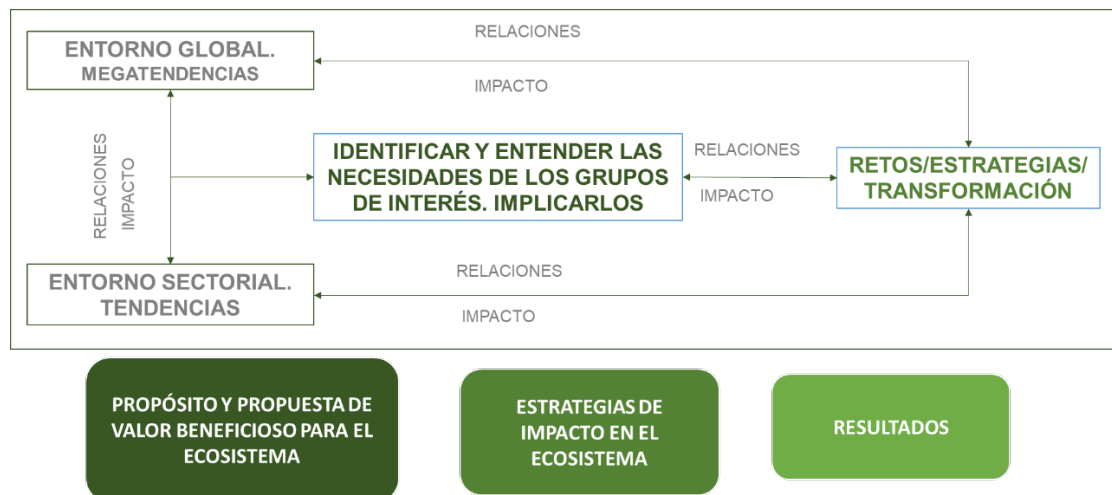 RELACIONES
ENTORNO GLOBAL.
MEGATENDENCIAS
IMPACTO
RELACIONES
IMPACTO
IDENTIFICAR Y ENTENDER LAS
NECESIDADES DE LOS GRUPOS
DE INTERÉS. IMPLICARLOS
RELACIONES
IMPACTO
RETOS/ESTRATEGIAS/
TRANSFORMACIÓN
ENTORNO SECTORIAL.
TENDENCIAS
RELACIONES
IMPACTO
PROPÓSITO Y PROPUESTA DE
VALOR BENEFICIOSO PARA EL
ECOSISTEMA
ESTRATEGIAS DE
IMPACTO EN EL
ECOSISTEMA
RESULTADOS